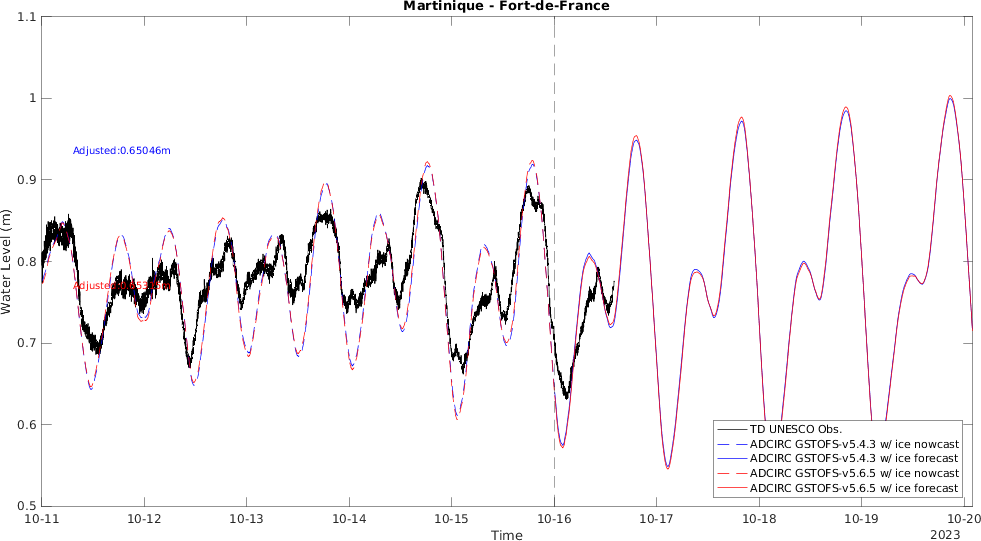 Martinique - Fort-de-France
1.1
1
0.9
0.8
0.7
0.6
0.5
Water Level (m)
Adjusted:0.65046m
TD UNESCO Obs.
ADCIRC GSTOFS-v5.4.3 w/ ice nowcast
ADCIRC GSTOFS-v5.4.3 w/ ice forecast
ADCIRC GSTOFS-v5.6.5 w/ ice nowcast
ADCIRC GSTOFS-v5.6.5 w/ ice forecast
10-11 10-12 10-13 10-14 10-15 10-16 10-17 10-18 10-19 10-20
Time
2023